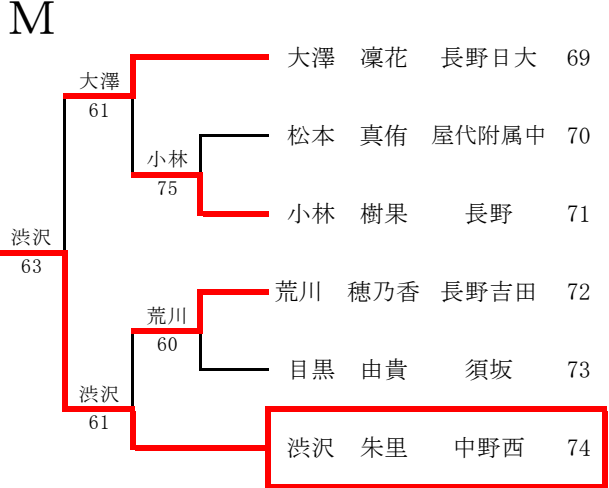 M
大澤 凜花 長野日大 69
大澤
61
松本 真侑 屋代附属中 70
小林
75
小林 樹果 長野 71
渋沢
63
荒川 穂乃香 長野吉田 72
荒川
60
目黒 由貴 須坂 73
渋沢
61
渋沢 朱里 中野西 74